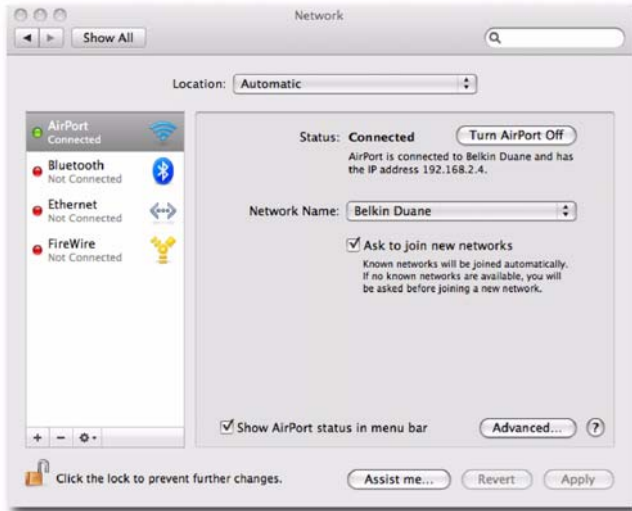 Network
Show All
Location: Automatic
AirPort
Connected
Bluetooth
Not Connected
Ethernet
Not Connected
FireWire
Not Connected
Status: Connected Turn AirPort Off
AirPort is connected to Belkin Duane and has
the IP address 192.168.2.4.
Network Name: Belkin Duane
Ask to join new networks
Known networks will be joined automatically.
If no known networks are available, you will
be asked before joining a new network.
Show AirPort status in menu bar Advanced... ?
Click the lock to prevent further changes. Assist me... Revert Apply